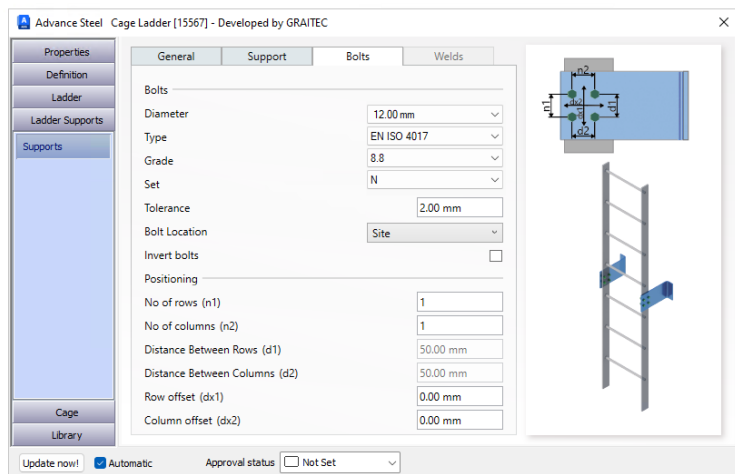 Advance Steel   Cage Ladder [15567] - Developed by GRAITEC
Properties
Definition
Ladder
Ladder Supports
Supports
Cage
Library
General   Support   Bolts   Welds
Bolts
Diameter   12.00 mm
Type   EN ISO 4017
Grade   8.8
Set   N
Tolerance   2.00 mm
Bolt Location   Site
Invert bolts
Positioning
No of rows (n1)   1
No of columns (n2)   1
Distance Between Rows (d1)   50.00 mm
Distance Between Columns (d2)   50.00 mm
Row offset (dx1)   0.00 mm
Column offset (dx2)   0.00 mm
n2
n1   dx2   dx1   d1
d2
Update now!   Automatic   Approval status   Not Set